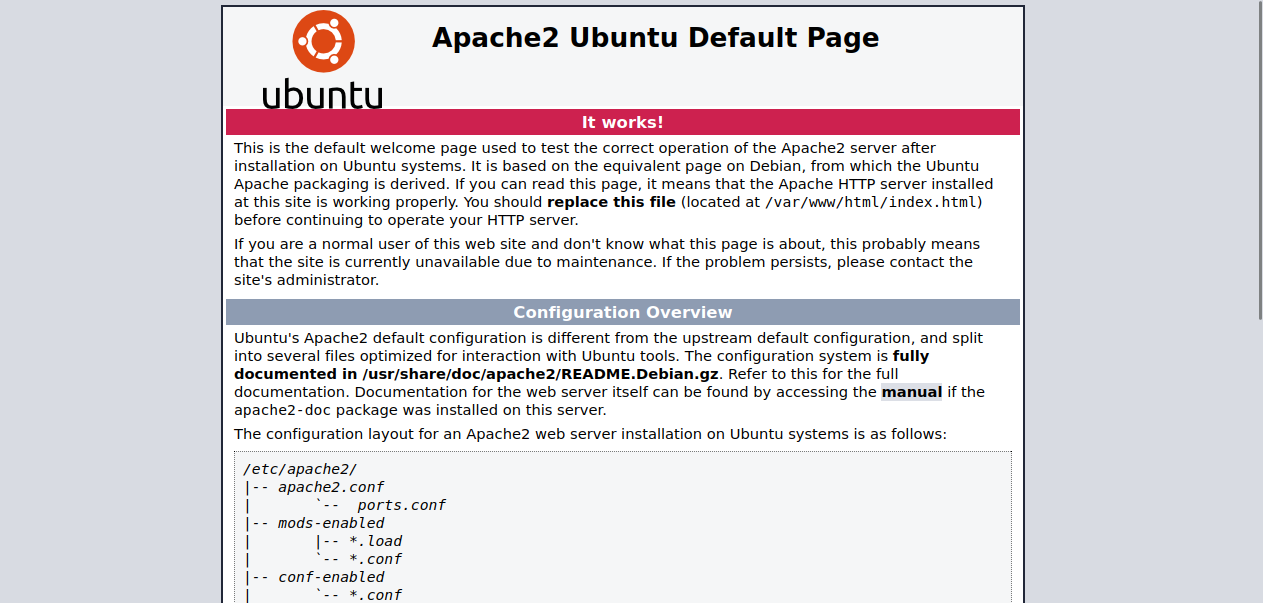 Apache2 Ubuntu Default Page
ubuntu
It works!
This is the default welcome page used to test the correct operation of the Apache2 server after
installation on Ubuntu systems. It is based on the equivalent page on Debian, from which the Ubuntu
Apache packaging is derived. If you can read this page, it means that the Apache HTTP server installed
at this site is working properly. You should replace this file (located at /var/www/html/index.html)
before continuing to operate your HTTP server.
If you are a normal user of this web site and don't know what this page is about, this probably means
that the site is currently unavailable due to maintenance. If the problem persists, please contact the
site's administrator.
Configuration Overview
Ubuntu's Apache2 default configuration is different from the upstream default configuration, and split
into several files optimized for interaction with Ubuntu tools. The configuration system is fully
documented in /usr/share/doc/apache2/README.Debian.gz. Refer to this for the full
documentation. Documentation for the web server itself can be found by accessing the manual if the
apache2-doc package was installed on this server.
The configuration layout for an Apache2 web server installation on Ubuntu systems is as follows:
/etc/apache2/
|-- apache2.conf
|       `--  ports.conf
|-- mods-enabled
|       |-- *.load
|       `-- *.conf
|-- conf-enabled
|       `-- *.conf